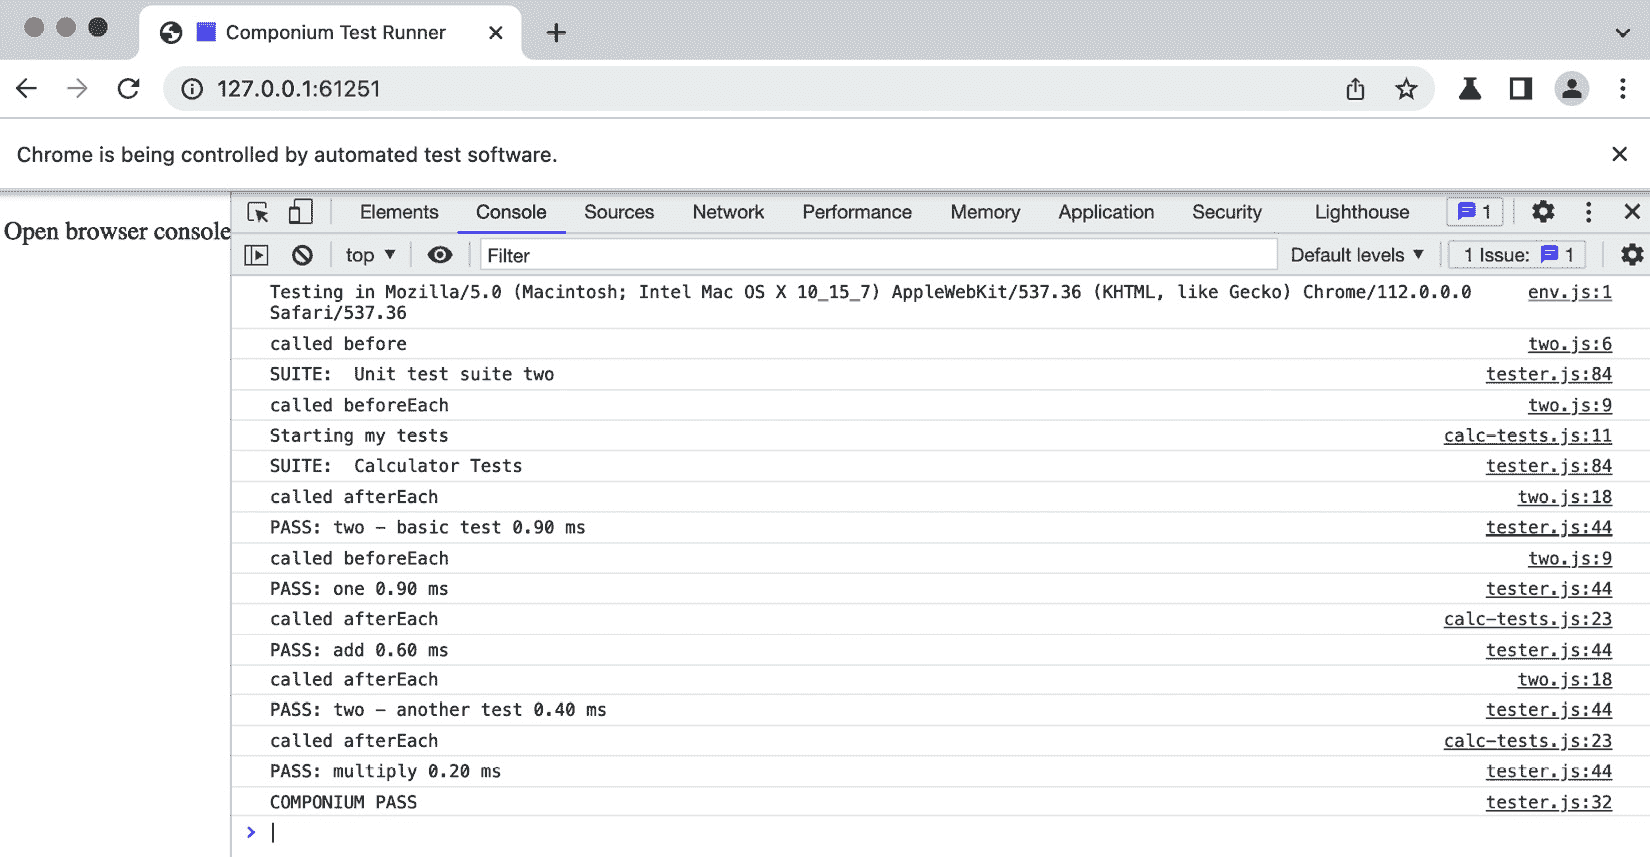 Componium Test Runner
127.0.0.1:61251
Chrome is being controlled by automated test software.
Open browser console
Elements Console Sources Network Performance Memory Application Security Lighthouse 1
top Filter Default levels 1 Issue: 1
Testing in Mozilla/5.0 (Macintosh; Intel Mac OS X 10_15_7) AppleWebKit/537.36 (KHTML, like Gecko) Chrome/112.0.0.0 env.js:1
Safari/537.36
called before two.js:6
SUITE:  Unit test suite two tester.js:84
called beforeEach two.js:9
Starting my tests calc-tests.js:11
SUITE:  Calculator Tests tester.js:84
called afterEach two.js:18
PASS: two - basic test 0.90 ms tester.js:44
called beforeEach two.js:9
PASS: one 0.90 ms tester.js:44
called afterEach calc-tests.js:23
PASS: add 0.60 ms tester.js:44
called afterEach two.js:18
PASS: two - another test 0.40 ms tester.js:44
called afterEach calc-tests.js:23
PASS: multiply 0.20 ms tester.js:44
COMPONIUM PASS tester.js:32